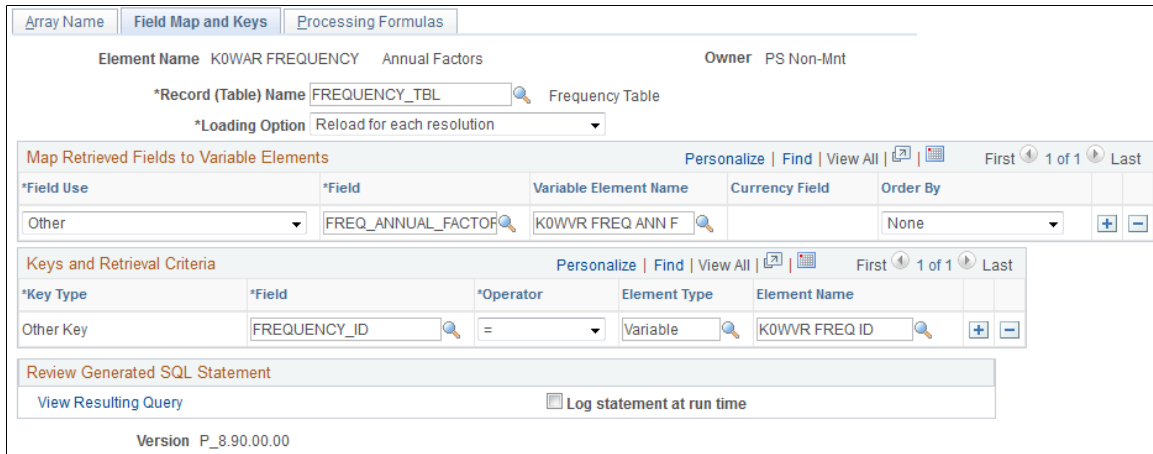 Array Name Field Map and Keys Processing Formulas
Element Name K0WAR FREQUENCY Annual Factors Owner PS Non-Mnt
*Record (Table) Name FREQUENCY_TBL Frequency Table
*Loading Option Reload for each resolution
Map Retrieved Fields to Variable Elements Personalize | Find | View All | | First 1 of 1 Last
*Field Use *Field Variable Element Name Currency Field Order By
Other FREQ_ANNUAL_FACTOR K0WVR FREQ ANN F None
Keys and Retrieval Criteria Personalize | Find | View All | | First 1 of 1 Last
*Key Type *Field *Operator Element Type Element Name
Other Key FREQUENCY_ID = Variable K0WVR FREQ ID
Review Generated SQL Statement
View Resulting Query Log statement at run time
Version P_8.90.00.00